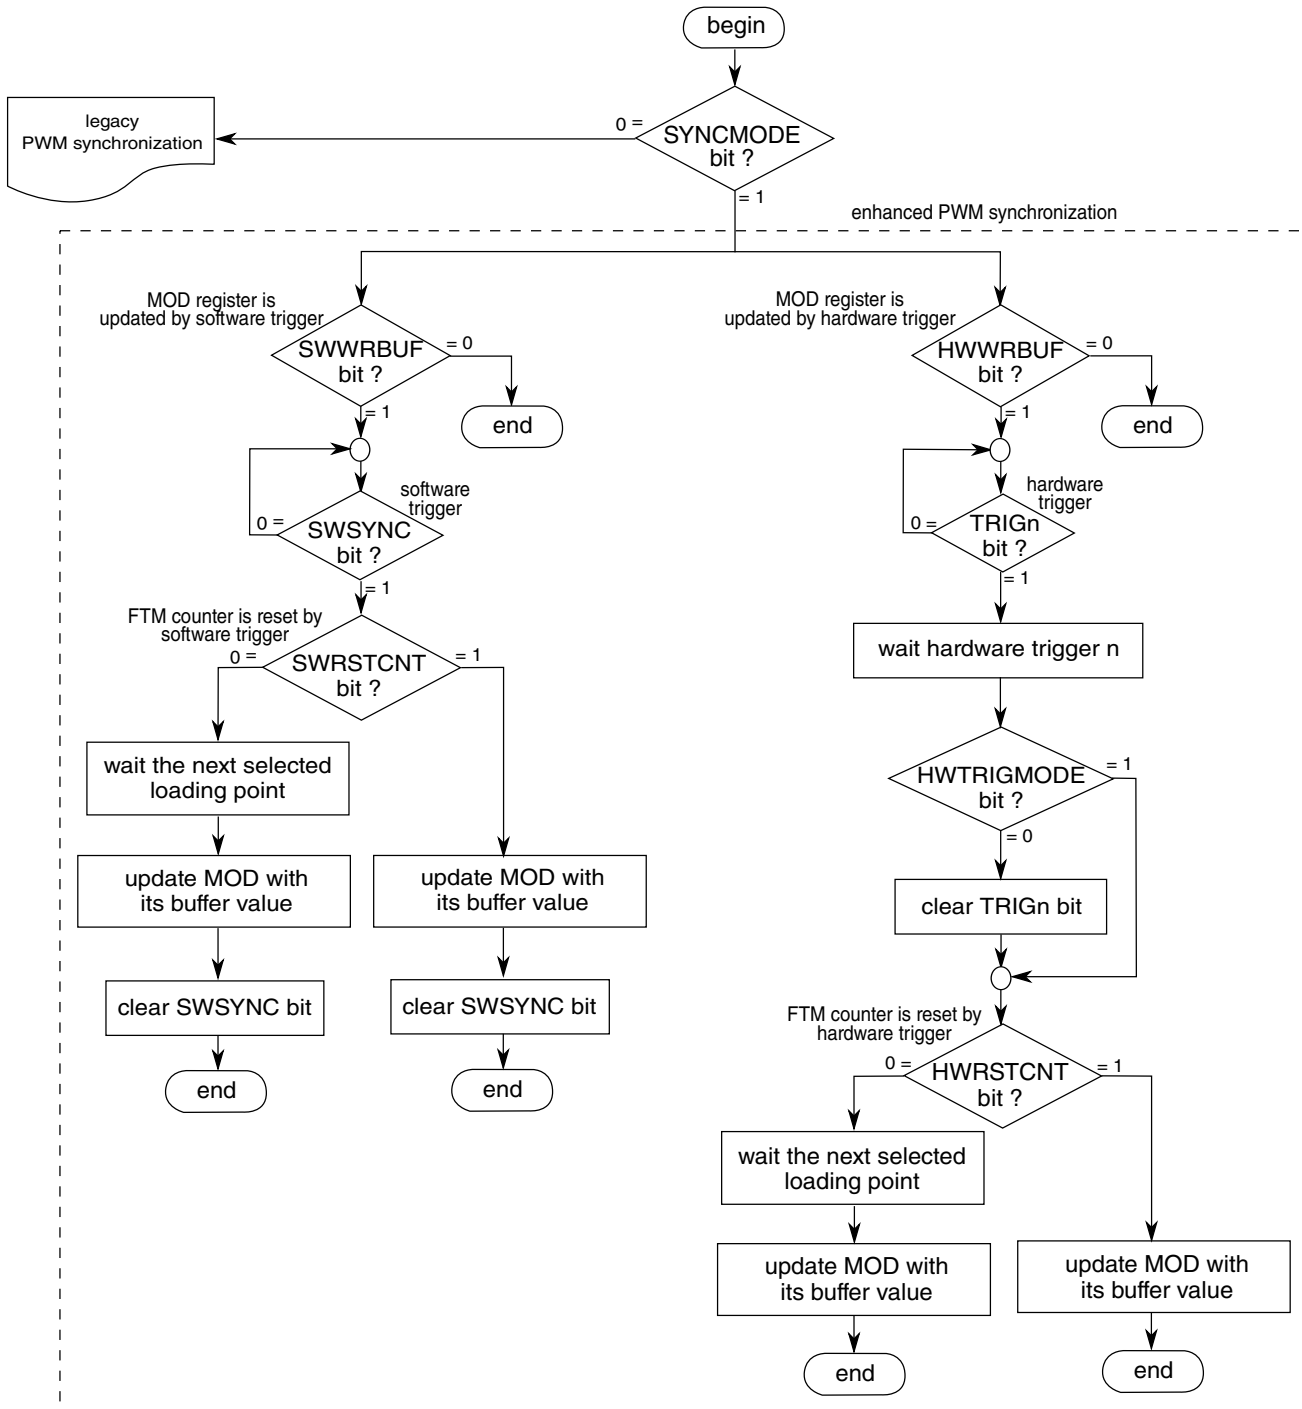 begin
legacy
PWM synchronization
0 =
SYNCMODE
bit ?
= 1
enhanced PWM synchronization
MOD register is
updated by software trigger
SWWRBUF
bit ?
= 0
end
= 1
software
trigger
0 =
SWSYNC
bit ?
= 1
FTM counter is reset by
software trigger
0 =
SWRSTCNT
bit ?
= 1
wait the next selected
loading point
update MOD with
its buffer value
clear SWSYNC bit
end
update MOD with
its buffer value
clear SWSYNC bit
end
MOD register is
updated by hardware trigger
HWWRBUF
bit ?
= 0
end
= 1
hardware
trigger
0 =
TRIGn
bit ?
= 1
wait hardware trigger n
HWTRIGMODE
bit ?
= 1
= 0
clear TRIGn bit
FTM counter is reset by
hardware trigger
0 =
HWRSTCNT
bit ?
= 1
wait the next selected
loading point
update MOD with
its buffer value
end
update MOD with
its buffer value
end